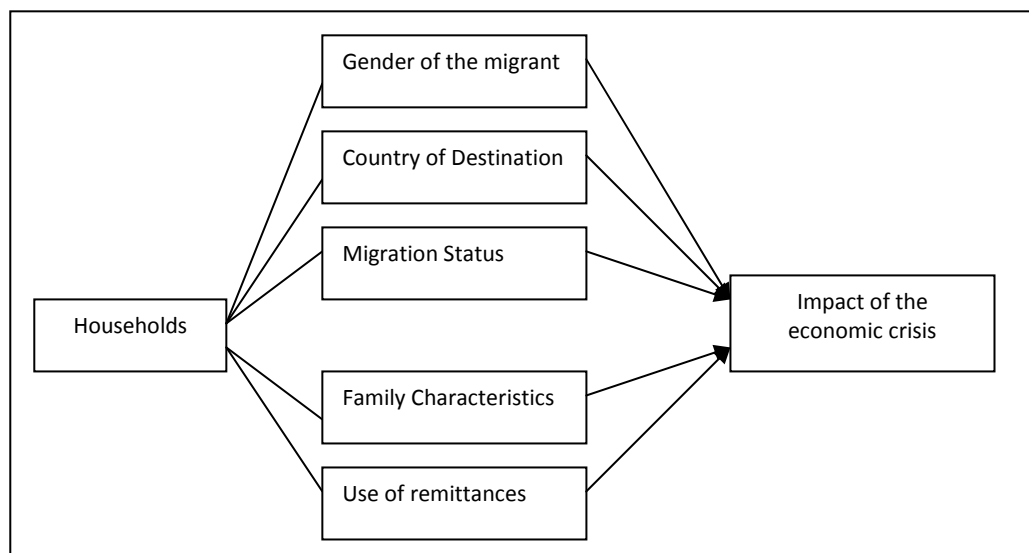 Gender of the migrant
Country of Destination
Migration Status
Households
Impact of the
economic crisis
Family Characteristics
Use of remittances